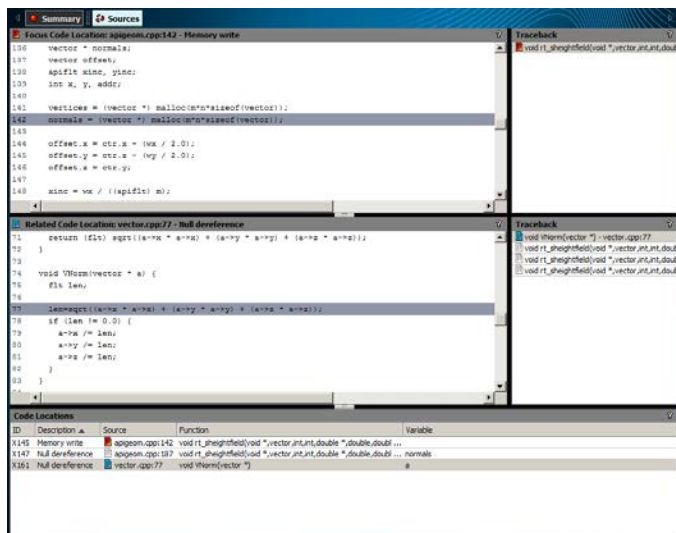 Summary
Sources
Focus Code Location: apigeom.cpp:142 - Memory write
136 vector * normals;
137 vector offset;
138 apiflt xinc, yinc;
139 int x, y, addr;
140
141 vertices = (vector *) malloc(m*n*sizeof(vector));
142 normals = (vector *) malloc(m*n*sizeof(vector));
143
144 offset.x = ctr.x - (wx / 2.0);
145 offset.y = ctr.z - (wy / 2.0);
146 offset.z = ctr.y;
147
148 xinc = wx / ((apiflt) m);
Traceback
void rt_sheightfield(void *,vector,int,int,doul
Related Code Location: vector.cpp:77 - Null dereference
71 return (flt) sqrt((a->x * a->x) + (a->y * a->y) + (a->z * a->z));
72 }
73
74 void VNorm(vector * a) {
75 flt len;
76
77 len=sqrt((a->x * a->x) + (a->y * a->y) + (a->z * a->z));
78 if (len != 0.0) {
79 a->x /= len;
80 a->y /= len;
81 a->z /= len;
82 }
83 }
Traceback
void VNorm(vector *) - vector.cpp:77
void rt_sheightfield(void *,vector,int,int,doul
void rt_sheightfield(void *,vector,int,int,doul
void rt_sheightfield(void *,vector,int,int,doul
Code Locations
ID Description Source Function Variable
X145 Memory write apigeom.cpp:142 void rt_sheightfield(void *,vector,int,int,double *,double,doubl ...
X147 Null dereference apigeom.cpp:187 void rt_sheightfield(void *,vector,int,int,double *,double,doubl ... normals
X161 Null dereference vector.cpp:77 void VNorm(vector *) a